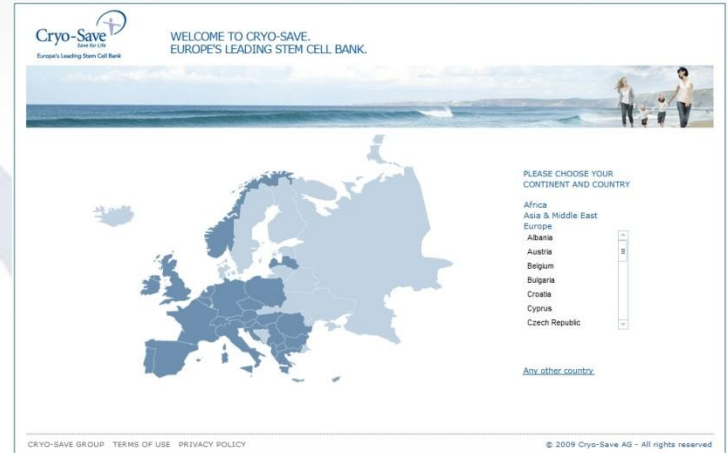 Cryo-Save
Save for Life
Europe's Leading Stem Cell Bank
WELCOME TO CRYO-SAVE.
EUROPE'S LEADING STEM CELL BANK.
PLEASE CHOOSE YOUR
CONTINENT AND COUNTRY
Africa
Asia & Middle East
Europe
Albania
Austria
Belgium
Bulgaria
Croatia
Cyprus
Czech Republic
Any other country
CRYO-SAVE GROUP TERMS OF USE PRIVACY POLICY
© 2009 Cryo-Save AG - All rights reserved